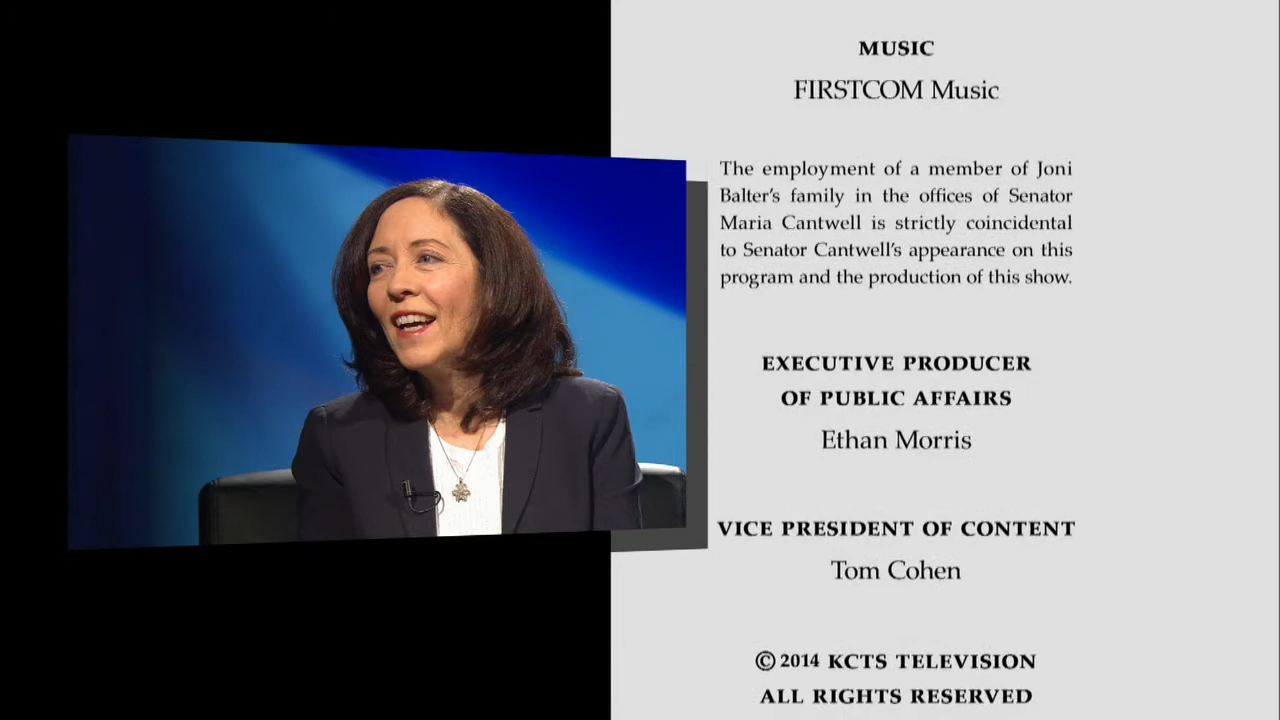 MUSIC
FIRSTCOM Music
The employment of a member of Joni
Balter's family in the offices of Senator
Maria Cantwell is strictly coincidental
to Senator Cantwell's appearance on this
program and the production of this show.
EXECUTIVE PRODUCER
OF PUBLIC AFFAIRS
Ethan Morris
VICE PRESIDENT OF CONTENT
Tom Cohen
© 2014 KCTS TELEVISION
ALL RIGHTS RESERVED